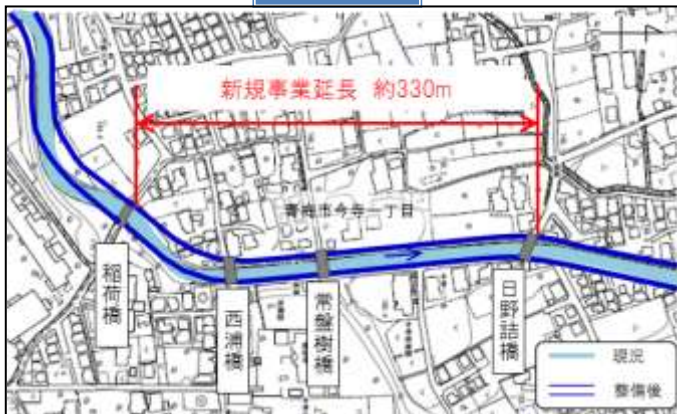 新規事業延長 約330m
青梅市今寺一丁目
稲荷橋
西浦橋
常盤樹橋
日野詰橋
現況
整備後